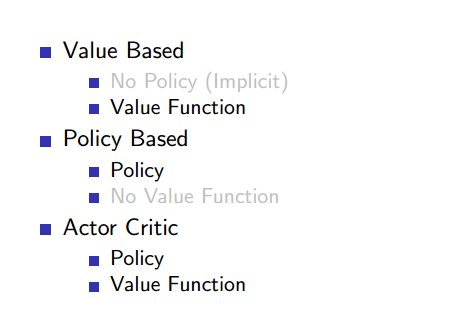 Value Based
No Policy (Implicit)
Value Function
Policy Based
Policy
No Value Function
Actor Critic
Policy
Value Function